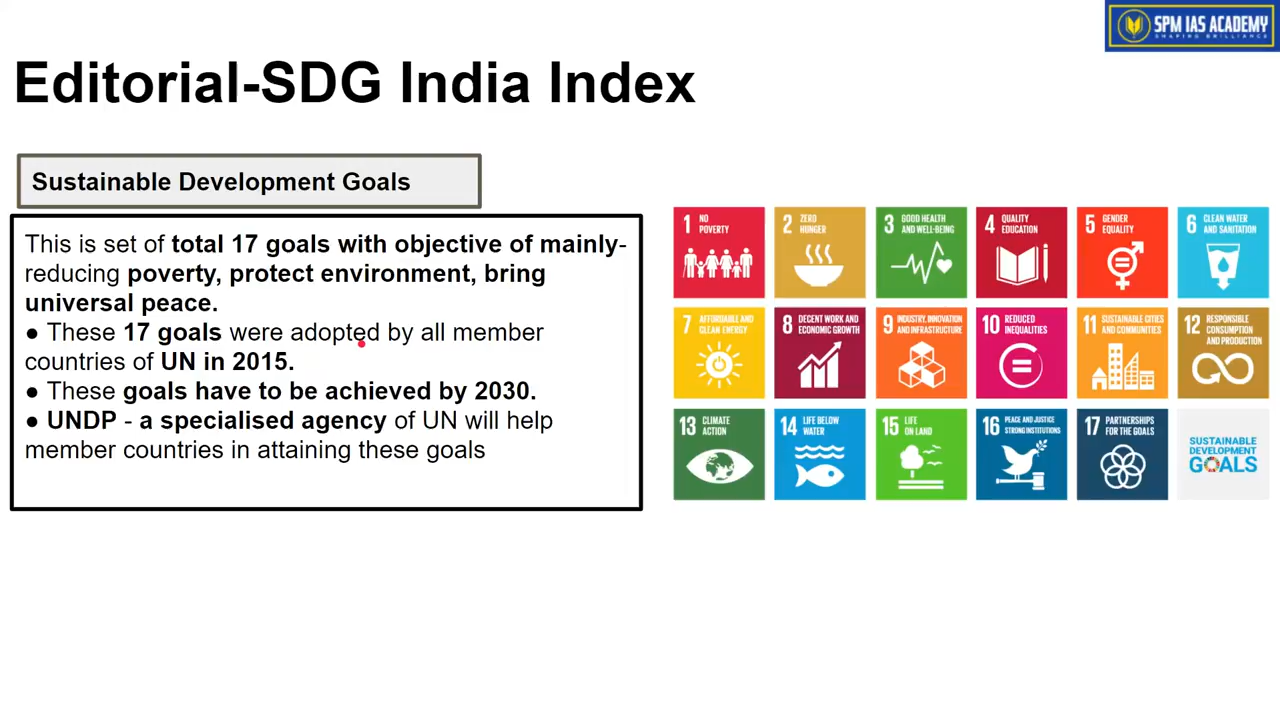 SPM IAS ACADEMY
SHAPING BRILLIANCE
Editorial-SDG India Index
Sustainable Development Goals
This is set of total 17 goals with objective of mainly-
reducing poverty, protect environment, bring
universal peace.
● These 17 goals were adopted by all member
countries of UN in 2015.
● These goals have to be achieved by 2030.
● UNDP - a specialised agency of UN will help
member countries in attaining these goals
1 NO
POVERTY
2 ZERO
HUNGER
3 GOOD HEALTH
AND WELL-BEING
4 QUALITY
EDUCATION
5 GENDER
EQUALITY
6 CLEAN WATER
AND SANITATION
7 AFFORDABLE AND
CLEAN ENERGY
8 DECENT WORK AND
ECONOMIC GROWTH
9 INDUSTRY, INNOVATION
AND INFRASTRUCTURE
10 REDUCED
INEQUALITIES
11 SUSTAINABLE CITIES
AND COMMUNITIES
12 RESPONSIBLE
CONSUMPTION
AND PRODUCTION
13 CLIMATE
ACTION
14 LIFE BELOW
WATER
15 LIFE
ON LAND
16 PEACE AND JUSTICE
STRONG INSTITUTIONS
17 PARTNERSHIPS
FOR THE GOALS
SUSTAINABLE
DEVELOPMENT
GOALS